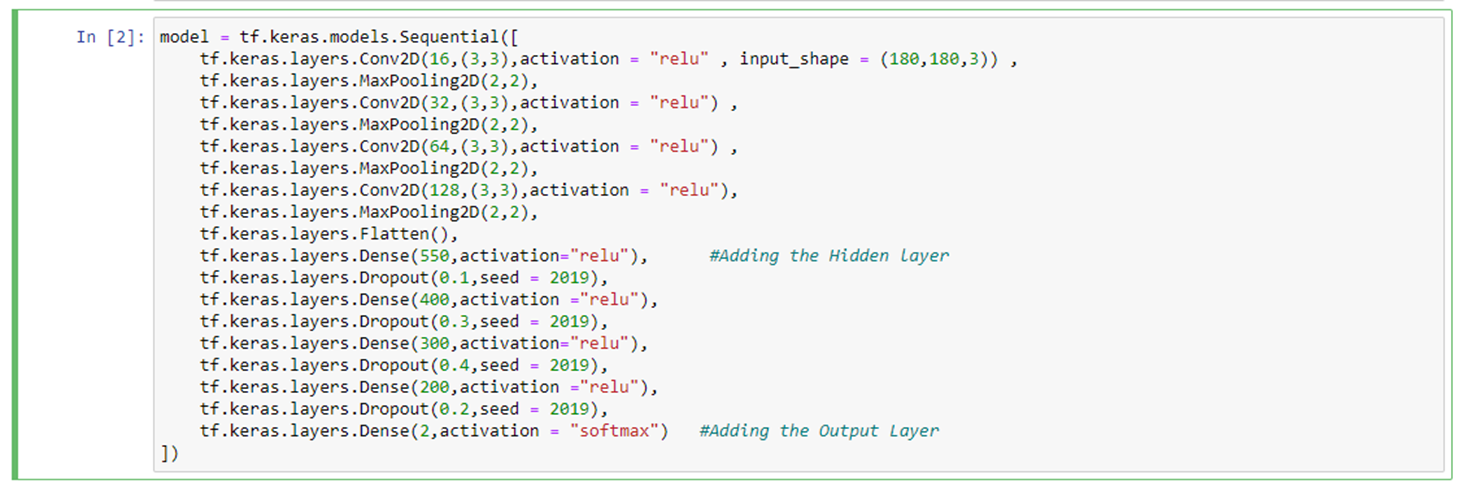 In [2]: model = tf.keras.models.Sequential([
    tf.keras.layers.Conv2D(16,(3,3),activation = "relu" , input_shape = (180,180,3)) ,
    tf.keras.layers.MaxPooling2D(2,2),
    tf.keras.layers.Conv2D(32,(3,3),activation = "relu") ,
    tf.keras.layers.MaxPooling2D(2,2),
    tf.keras.layers.Conv2D(64,(3,3),activation = "relu") ,
    tf.keras.layers.MaxPooling2D(2,2),
    tf.keras.layers.Conv2D(128,(3,3),activation = "relu"),
    tf.keras.layers.MaxPooling2D(2,2),
    tf.keras.layers.Flatten(),
    tf.keras.layers.Dense(550,activation="relu"),      #Adding the Hidden layer
    tf.keras.layers.Dropout(0.1,seed = 2019),
    tf.keras.layers.Dense(400,activation ="relu"),
    tf.keras.layers.Dropout(0.3,seed = 2019),
    tf.keras.layers.Dense(300,activation="relu"),
    tf.keras.layers.Dropout(0.4,seed = 2019),
    tf.keras.layers.Dense(200,activation ="relu"),
    tf.keras.layers.Dropout(0.2,seed = 2019),
    tf.keras.layers.Dense(2,activation = "softmax")   #Adding the Output Layer
])